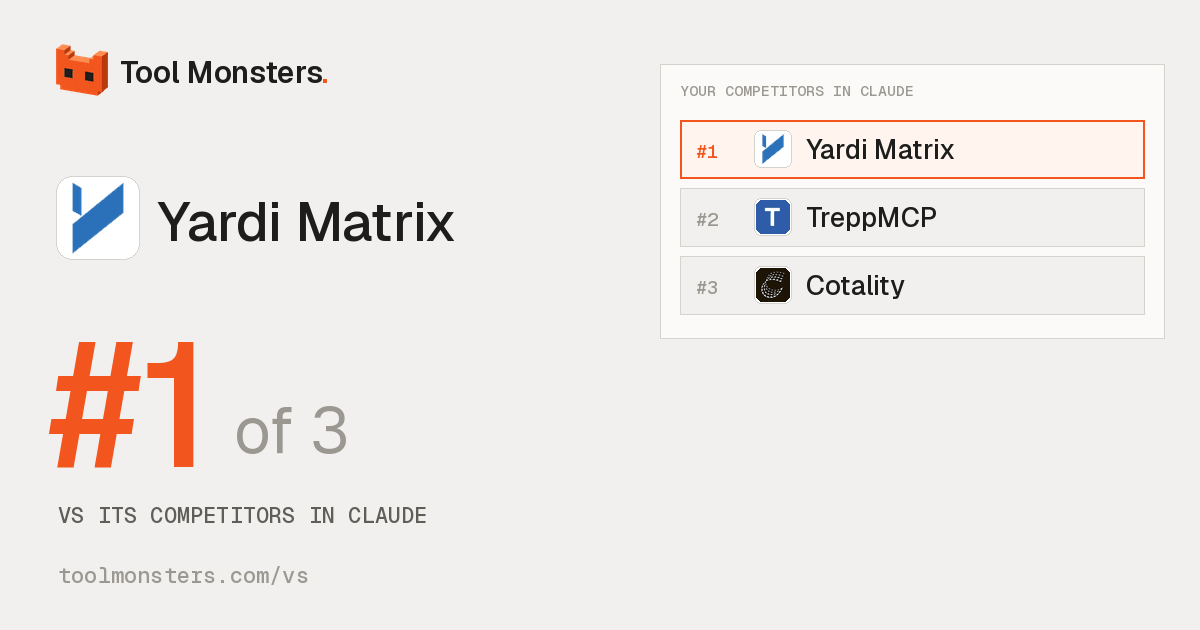 Tool Monsters.
Yardi Matrix
#1 of 3
VS ITS COMPETITORS IN CLAUDE
toolmonsters.com/vs
YOUR COMPETITORS IN CLAUDE
#1 Yardi Matrix
#2 T TreppMCP
#3 Cotality